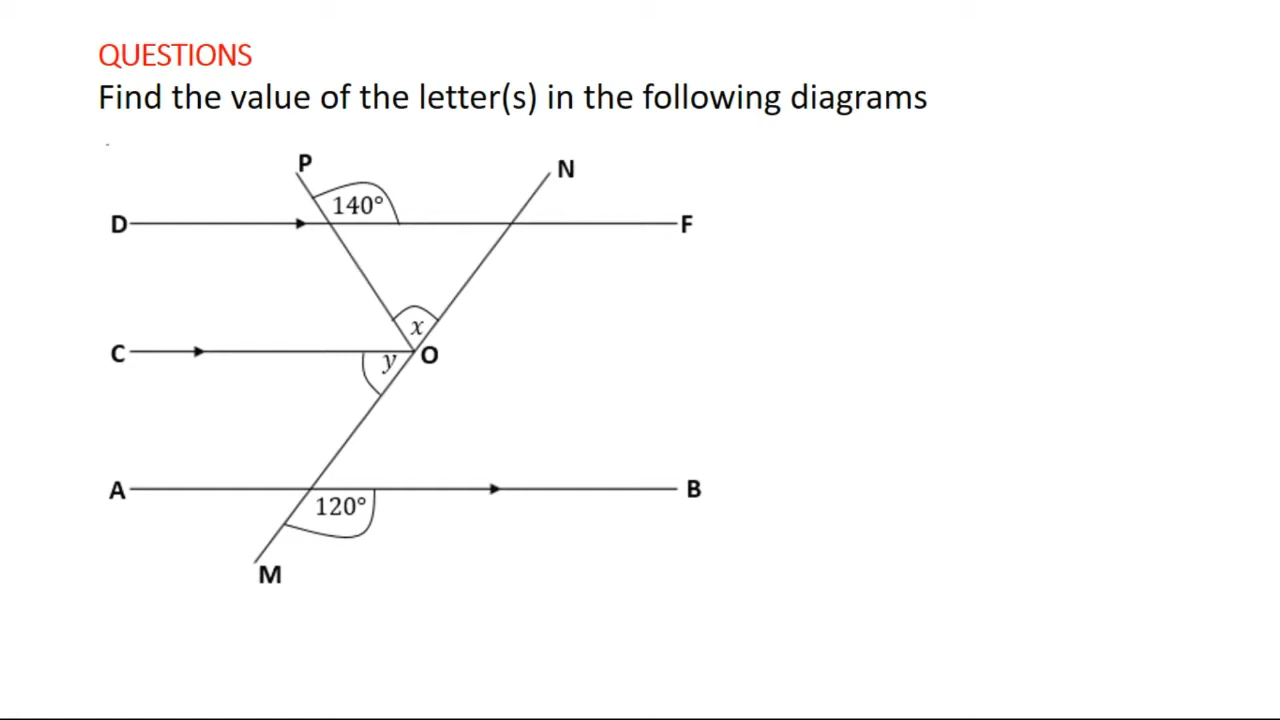 QUESTIONS
Find the value of the letter(s) in the following diagrams
P
N
140°
D
F
x
C
y
O
A
B
120°
M